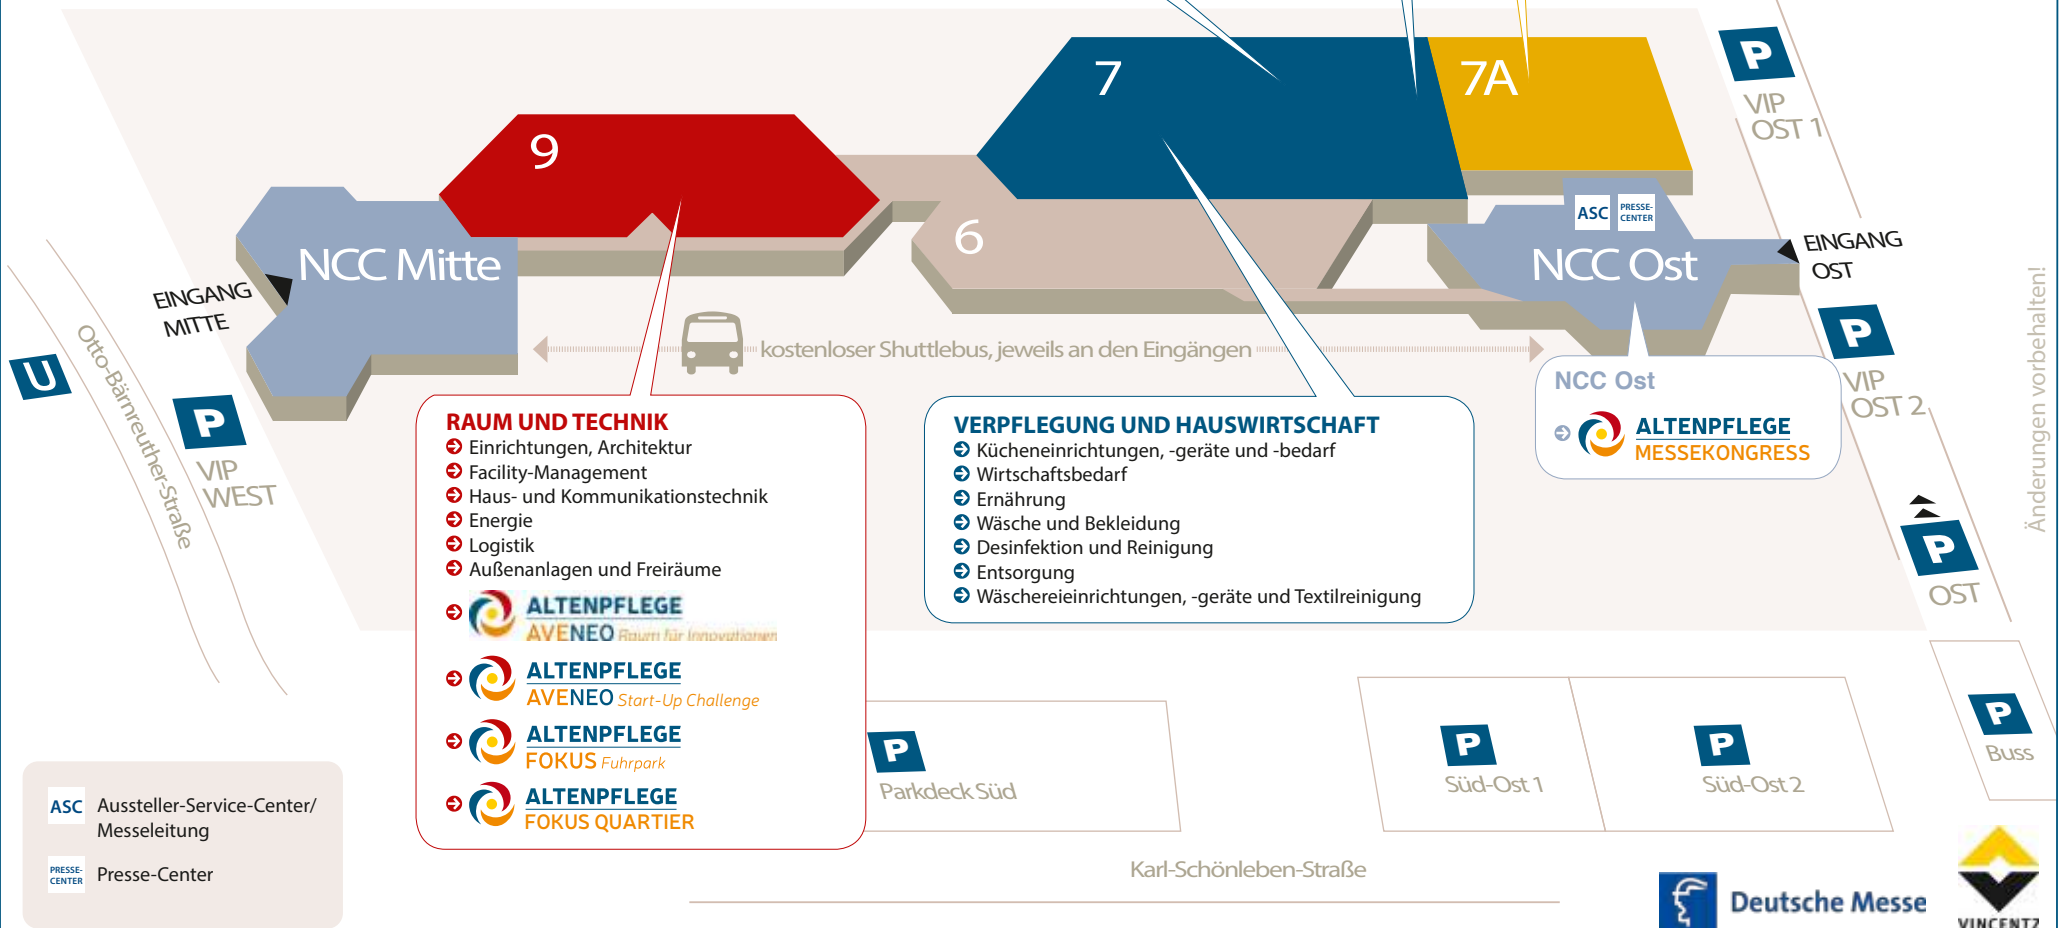 7
7A
P
VIP
OST 1
9
6
ASC
PRESSE-
CENTER
NCC Mitte
NCC Ost
EINGANG
OST
EINGANG
MITTE
Otto-Bärnreuther-Straße
U
P
VIP
WEST
kostenloser Shuttlebus, jeweils an den Eingängen
P
VIP
OST 2
Änderungen vorbehalten!
NCC Ost
ALTENPFLEGE
MESSEKONGRESS
RAUM UND TECHNIK
Einrichtungen, Architektur
Facility-Management
Haus- und Kommunikationstechnik
Energie
Logistik
Außenanlagen und Freiräume
ALTENPFLEGE
AVENEO Raum für Innovationen
ALTENPFLEGE
AVENEO Start-Up Challenge
ALTENPFLEGE
FOKUS Fuhrpark
ALTENPFLEGE
FOKUS QUARTIER
VERPFLEGUNG UND HAUSWIRTSCHAFT
Kücheneinrichtungen, -geräte und -bedarf
Wirtschaftsbedarf
Ernährung
Wäsche und Bekleidung
Desinfektion und Reinigung
Entsorgung
Wäschereieinrichtungen, -geräte und Textilreinigung
P
OST
P
Buss
P
Parkdeck Süd
P
Süd-Ost 1
P
Süd-Ost 2
ASC Aussteller-Service-Center/
Messeleitung
PRESSE-
CENTER Presse-Center
Karl-Schönleben-Straße
Deutsche Messe
VINCENTZ